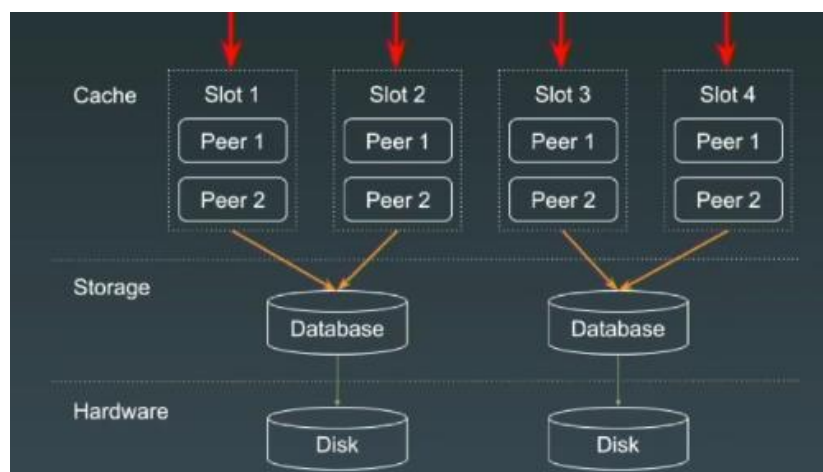 Cache
Slot 1 Slot 2 Slot 3 Slot 4
Peer 1 Peer 1 Peer 1 Peer 1
Peer 2 Peer 2 Peer 2 Peer 2
Storage
Database Database
Hardware
Disk Disk